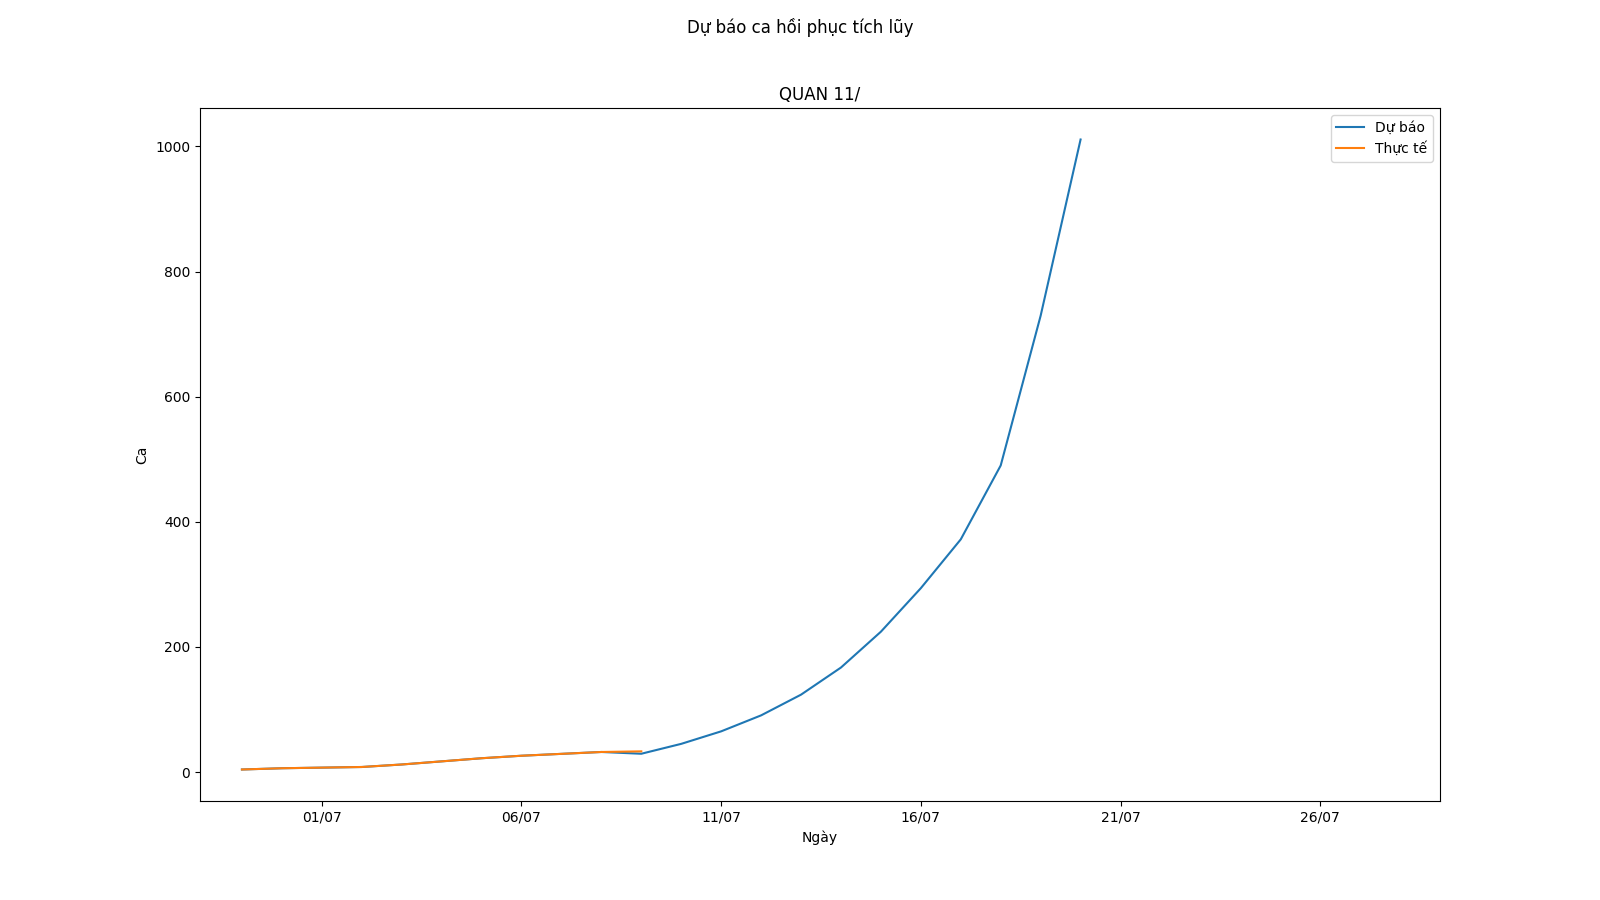 Dự báo ca hồi phục tích lũy
QUAN 11/
Dự báo
Thực tế
1000
800
600
400
200
0
Ca
01/07 06/07 11/07 16/07 21/07 26/07
Ngày